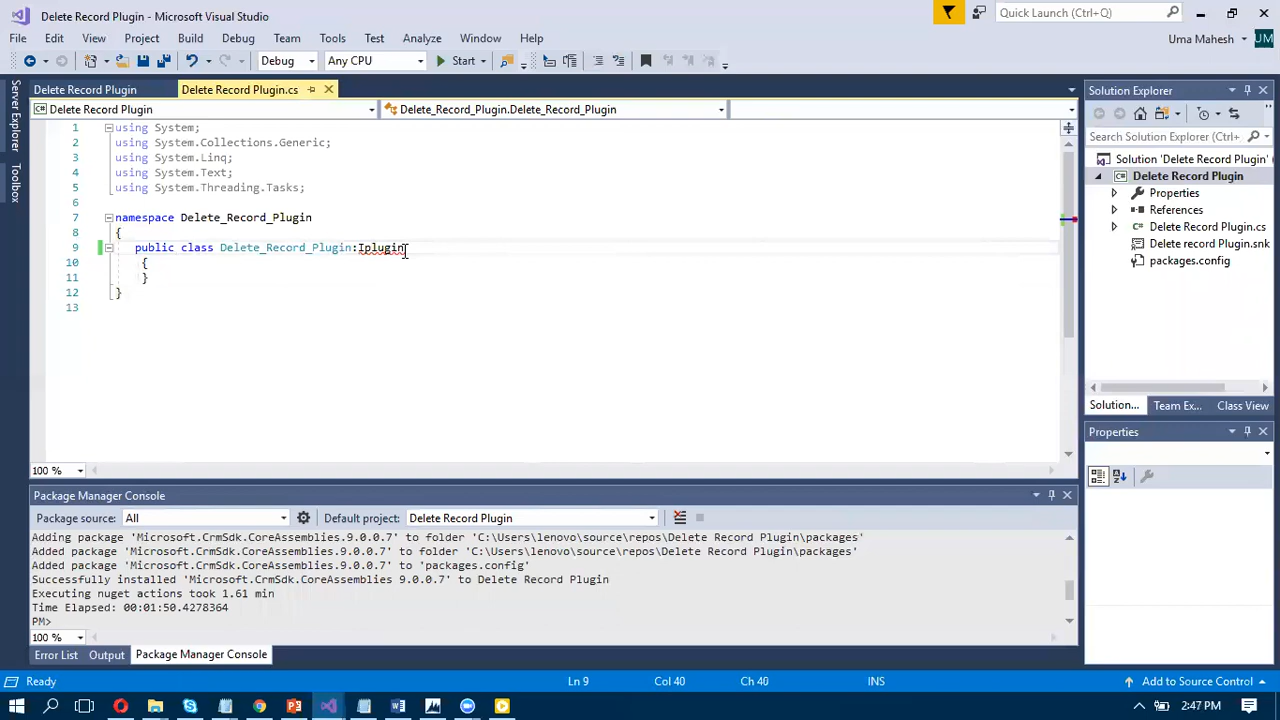 Delete Record Plugin - Microsoft Visual Studio
Quick Launch (Ctrl+Q)
File Edit View Project Build Debug Team Tools Test Analyze Window Help
Uma Mahesh UM
Debug Any CPU Start
Delete Record Plugin Delete Record Plugin.cs
Delete Record Plugin Delete_Record_Plugin.Delete_Record_Plugin
Server Explorer
Toolbox
1 using System;
2 using System.Collections.Generic;
3 using System.Linq;
4 using System.Text;
5 using System.Threading.Tasks;
6
7 namespace Delete_Record_Plugin
8 {
9 public class Delete_Record_Plugin:Iplugin
10 {
11 }
12 }
13
100 %
Solution Explorer
Search Solution Explorer (Ctrl+;)
Solution 'Delete Record Plugin' (
Delete Record Plugin
Properties
References
Delete Record Plugin.cs
Delete record Plugin.snk
packages.config
Solution... Team Ex... Class View
Properties
Package Manager Console
Package source: All Default project: Delete Record Plugin
Adding package 'Microsoft.CrmSdk.CoreAssemblies.9.0.0.7' to folder 'C:\Users\lenovo\source\repos\Delete Record Plugin\packages'
Added package 'Microsoft.CrmSdk.CoreAssemblies.9.0.0.7' to folder 'C:\Users\lenovo\source\repos\Delete Record Plugin\packages'
Added package 'Microsoft.CrmSdk.CoreAssemblies.9.0.0.7' to 'packages.config'
Successfully installed 'Microsoft.CrmSdk.CoreAssemblies 9.0.0.7' to Delete Record Plugin
Executing nuget actions took 1.61 min
Time Elapsed: 00:01:50.4278364
PM>
100 %
Error List Output Package Manager Console
Ready Ln 9 Col 40 Ch 40 INS Add to Source Control
2:47 PM